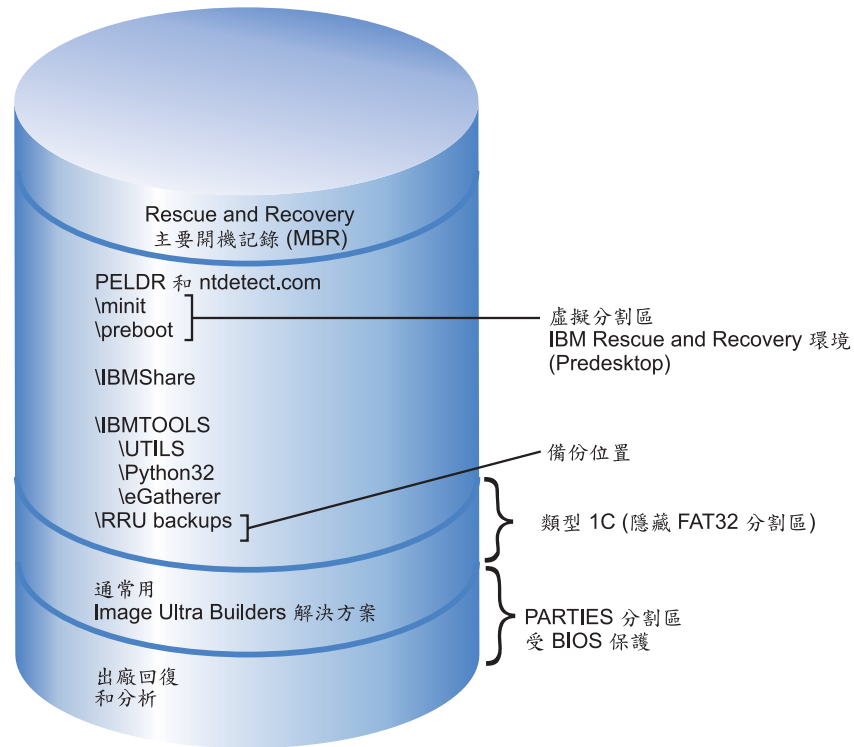 Rescue and Recovery
主要開機記錄 (MBR)
PELDR 和 ntdetect.com
\minit
\preboot
\IBMShare
\IBMTOOLS
\UTILS
\Python32
\eGatherer
\RRU backups
通常用
Image Ultra Builders 解決方案
出廠回復
和分析
虛擬分割區
IBM Rescue and Recovery 環境
(Predesktop)
備份位置
類型 1C (隱藏 FAT32 分割區)
PARTIES 分割區
受 BIOS 保護